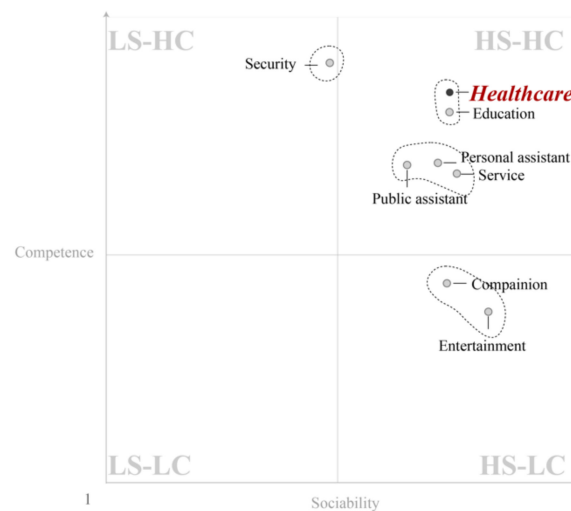 LS-HC
HS-HC
Security
Healthcare
Education
Personal assistant
Service
Public assistant
Competence
Compainion
Entertainment
LS-LC
HS-LC
1
Sociability